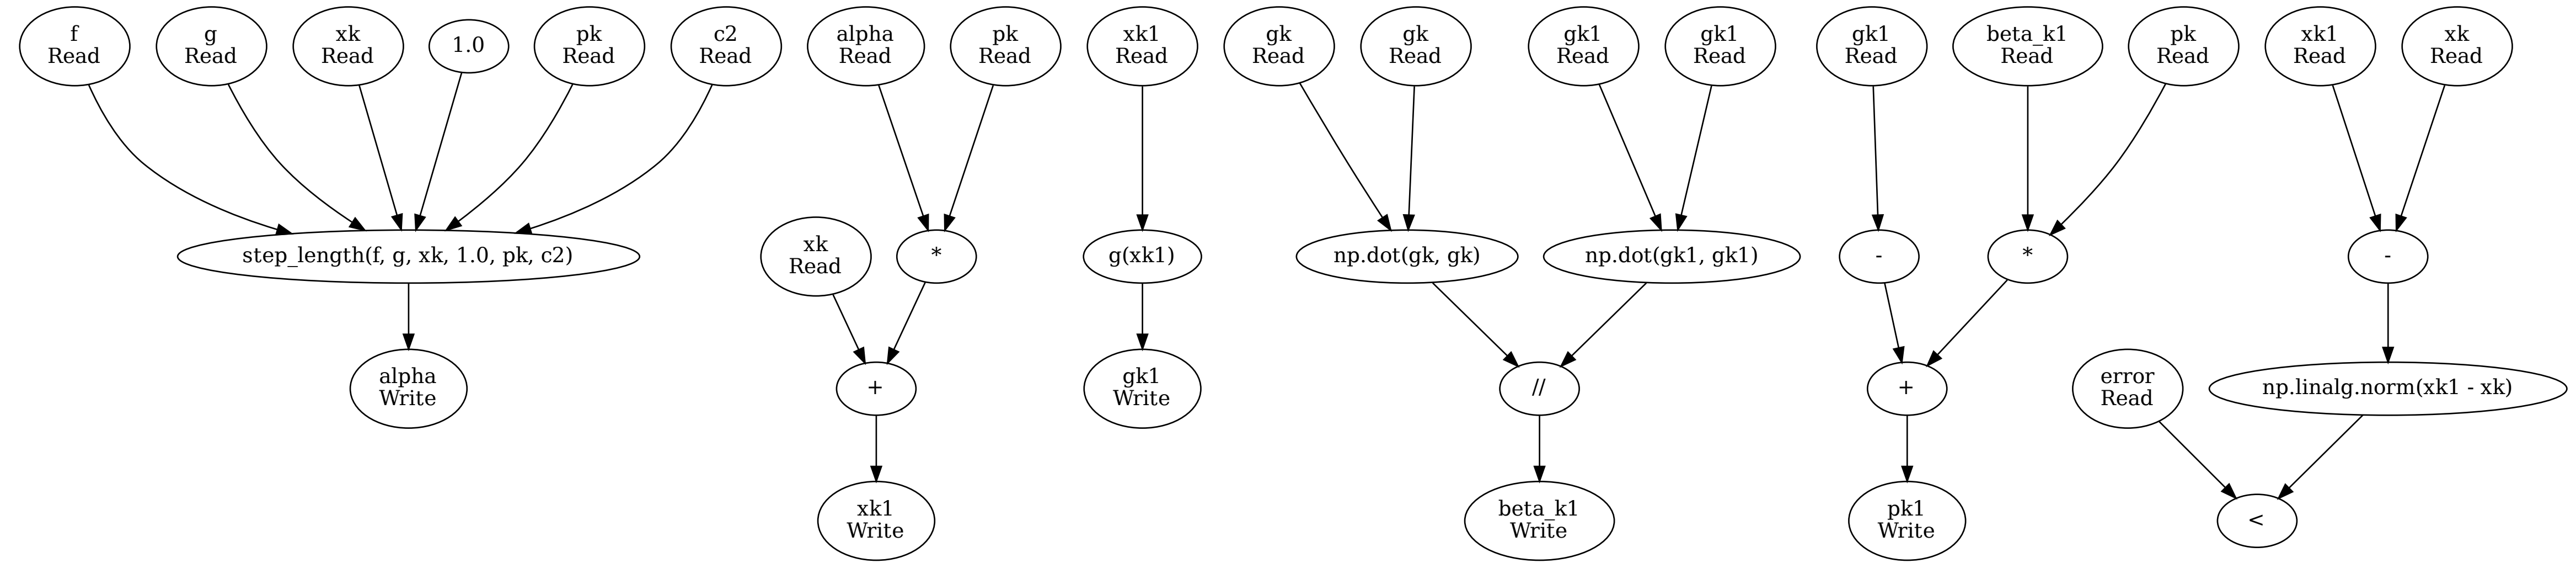 f
Read
g
Read
xk
Read
1.0
pk
Read
c2
Read
alpha
Read
pk
Read
xk1
Read
gk
Read
gk
Read
gk1
Read
gk1
Read
gk1
Read
beta_k1
Read
pk
Read
xk1
Read
xk
Read
step_length(f, g, xk, 1.0, pk, c2)
xk
Read
*
g(xk1)
np.dot(gk, gk)
np.dot(gk1, gk1)
-
*
-
alpha
Write
+
gk1
Write
//
+
error
Read
np.linalg.norm(xk1 - xk)
xk1
Write
beta_k1
Write
pk1
Write
<